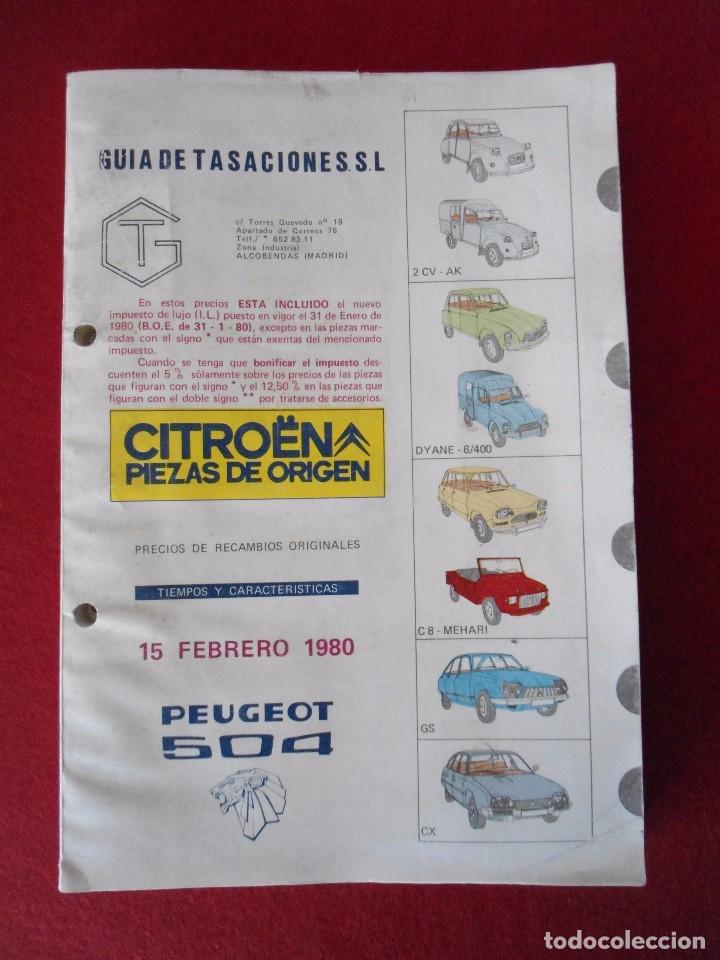 GUIA DE TASACIONES. S.L
GT
c/ Torres Quevedo nº 19
Apartado de Correos 76
Telf./ * 652 83 11
Zona Industrial
ALCOBENDAS (MADRID)
En estos precios ESTA INCLUIDO el nuevo
impuesto de lujo (I.L.) puesto en vigor el 31 de Enero de
1980 (B.O.E. de 31 - 1 - 80), excepto en las piezas mar-
cadas con el signo * que están exentas del mencionado
impuesto.
Cuando se tenga que bonificar el impuesto des-
cuenten el 5 % sólamente sobre los precios de las piezas
que figuran con el signo * y el 12,50 % en las piezas que
figuran con el doble signo ** por tratarse de accesorios.
CITROËN
PIEZAS DE ORIGEN
PRECIOS DE RECAMBIOS ORIGINALES
TIEMPOS Y CARACTERISTICAS
15 FEBRERO 1980
PEUGEOT
504
2 CV - AK
DYANE - 6/400
C 8 - MEHARI
GS
CX
todocoleccion